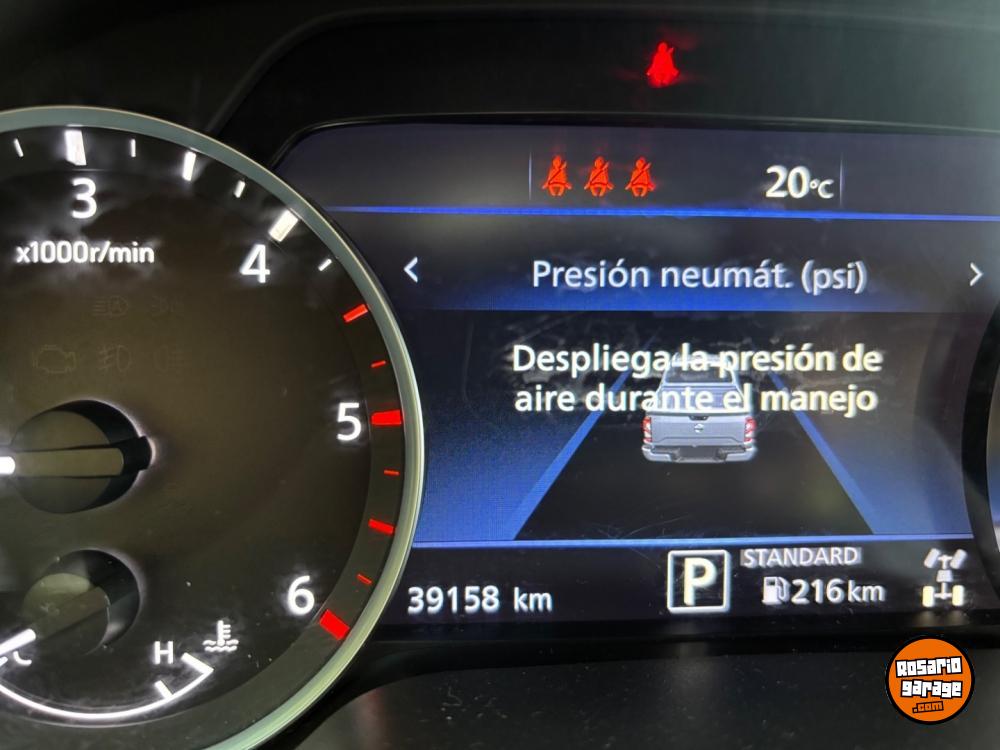 20°C
Presión neumát. (psi)
Despliega la presión de
aire durante el manejo
3
x1000r/min
4
5
6
H
C
39158 km
P
STANDARD
216km
ROSARIO
garage
.com